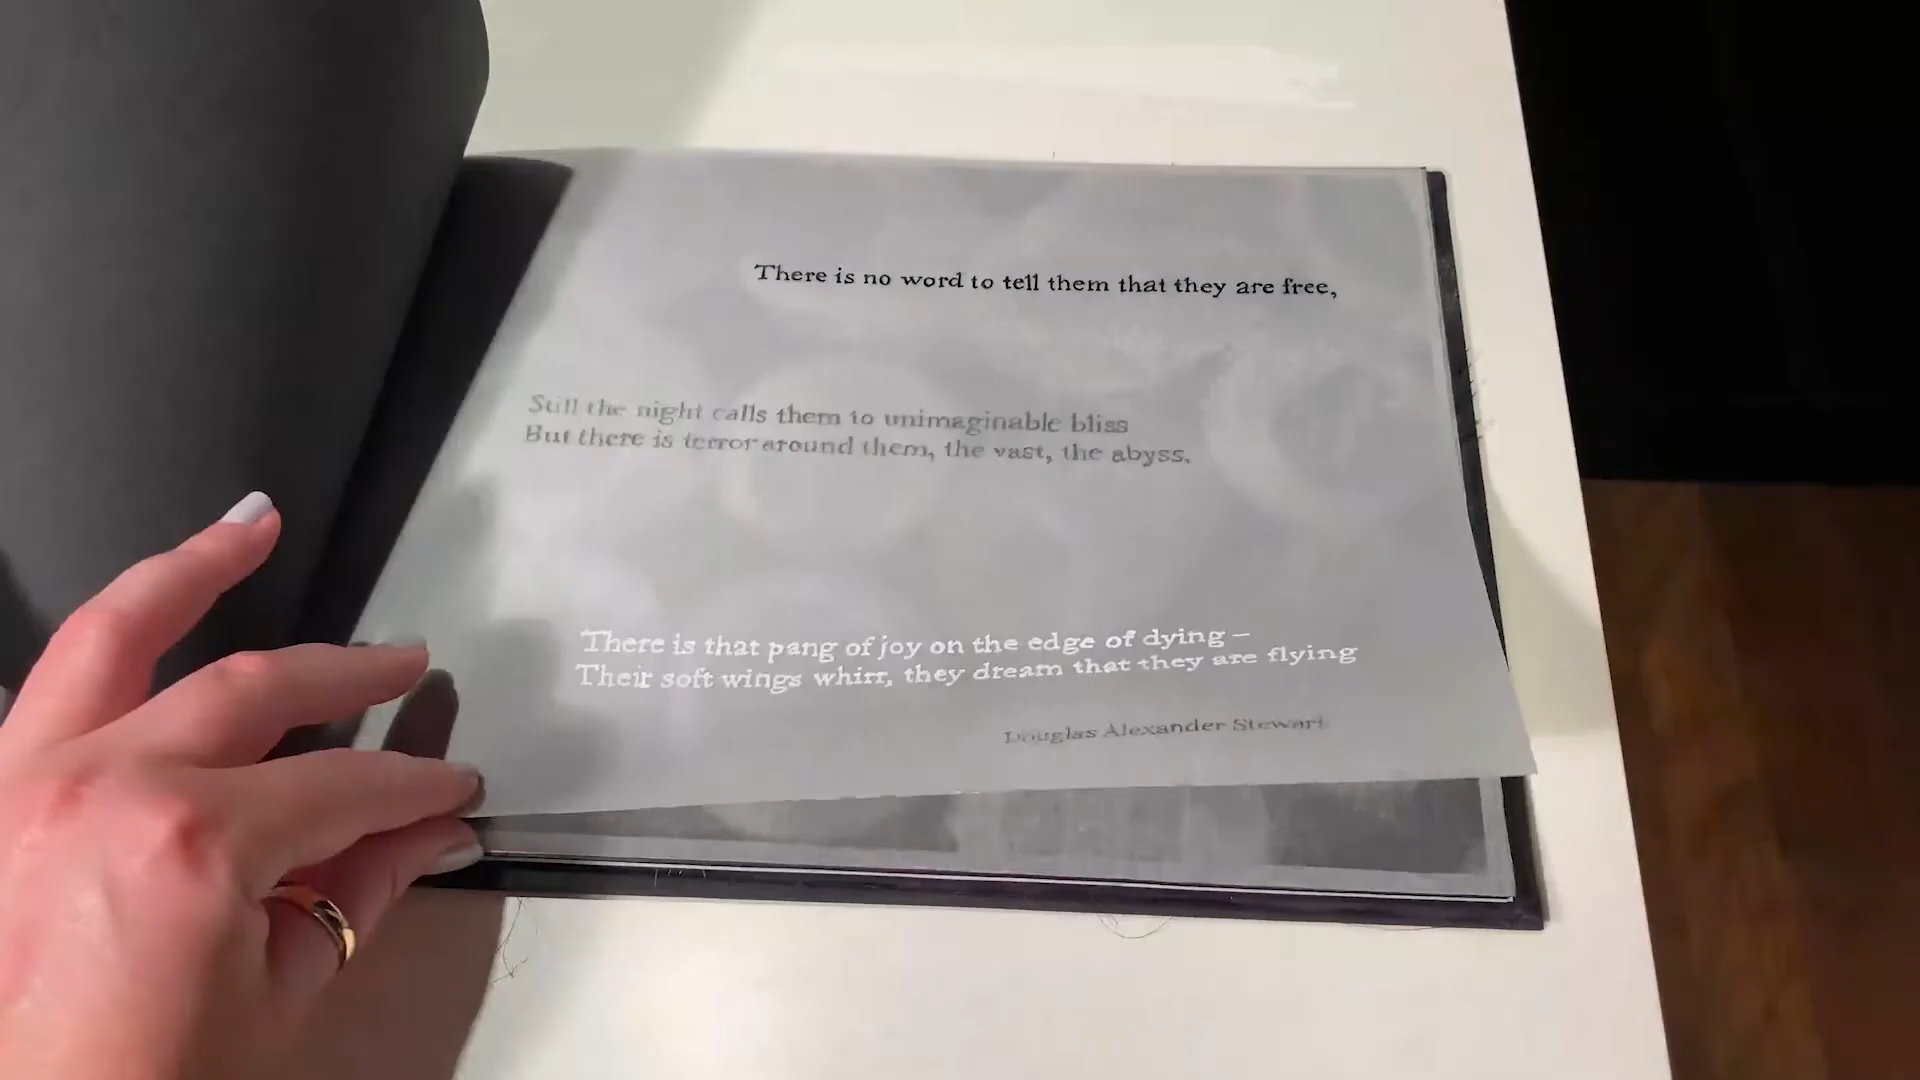 There is no word to tell them that they are free,
Still the night calls them to unimaginable bliss
But there is terror around them, the vast, the abyss.
There is that pang of joy on the edge of dying –
Their soft wings whirr, they dream that they are flying
Douglas Alexander Stewart